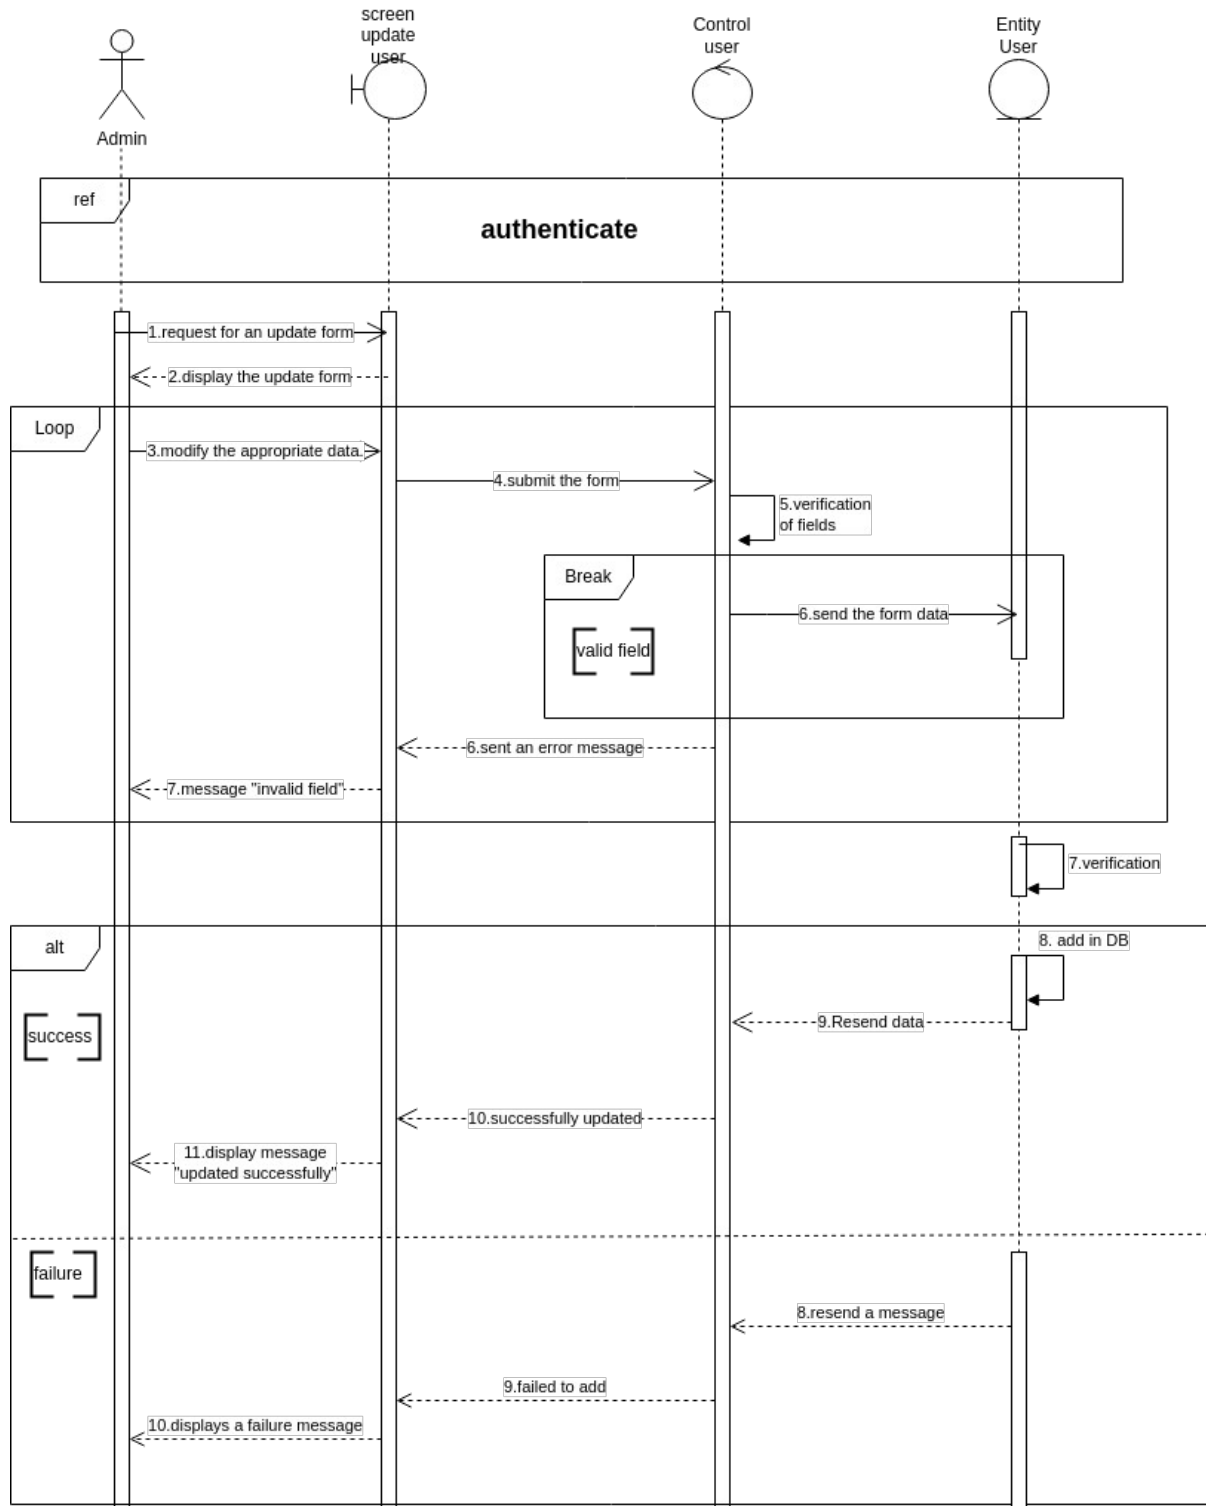 screen
update
user
Control
user
Entity
User
Admin
ref
authenticate
1.request for an update form
2.display the update form
Loop
3.modify the appropriate data.
4.submit the form
5.verification
of fields
Break
6.send the form data
valid field
6.sent an error message
7.message "invalid field"
7.verification
alt
8. add in DB
9.Resend data
success
10.successfully updated
11.display message
"updated successfully"
failure
8.resend a message
9.failed to add
10.displays a failure message